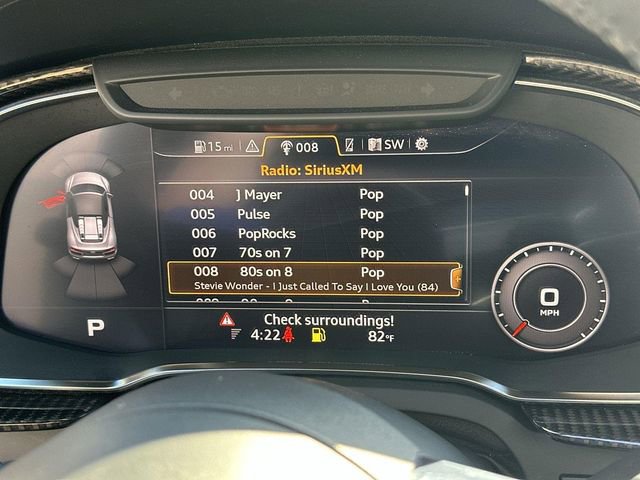 15 mi 008 SW
Radio: SiriusXM
004 J Mayer Pop
005 Pulse Pop
006 PopRocks Pop
007 70s on 7 Pop
008 80s on 8 Pop
Stevie Wonder - I Just Called To Say I Love You (84)
0
MPH
P
Check surroundings!
4:22 82°F